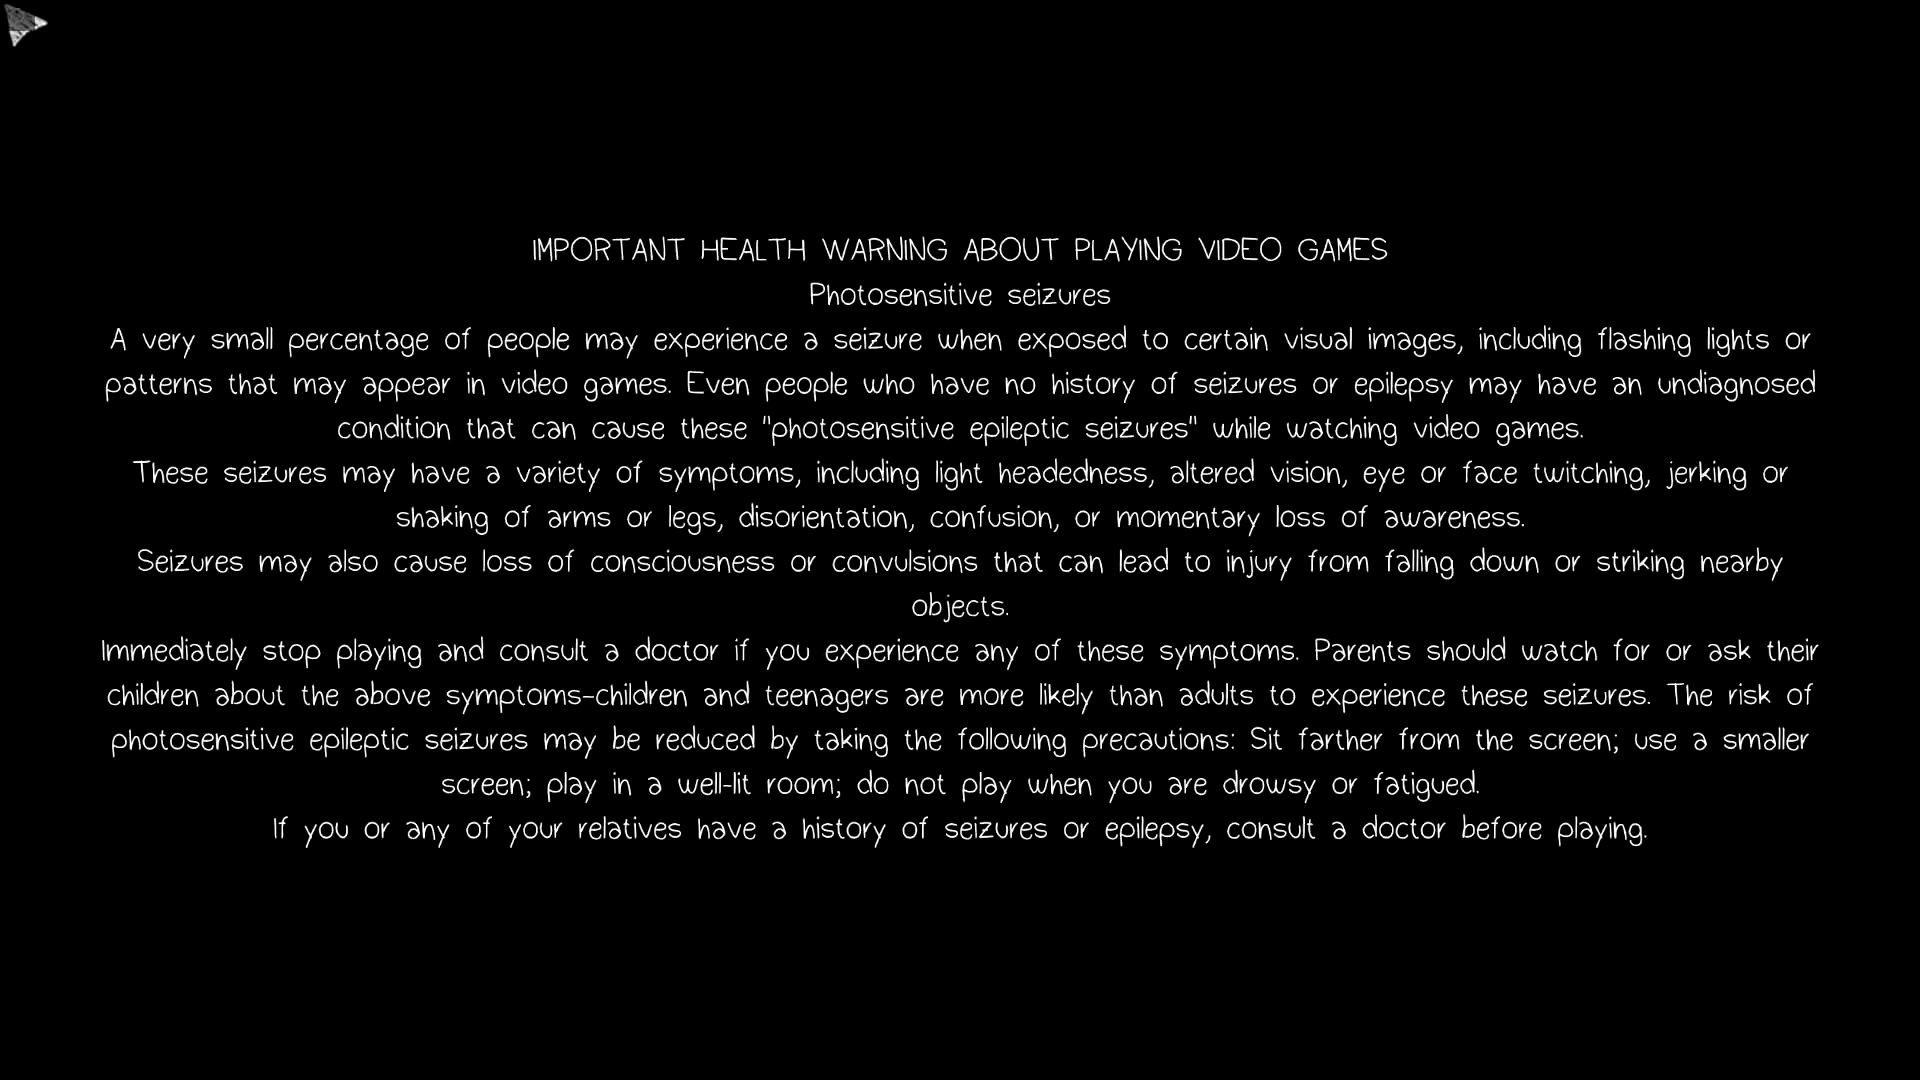 IMPORTANT HEALTH WARNING ABOUT PLAYING VIDEO GAMES
Photosensitive seizures
A very small percentage of people may experience a seizure when exposed to certain visual images, including flashing lights or
patterns that may appear in video games. Even people who have no history of seizures or epilepsy may have an undiagnosed
condition that can cause these "photosensitive epileptic seizures" while watching video games.
These seizures may have a variety of symptoms, including light headedness, altered vision, eye or face twitching, jerking or
shaking of arms or legs, disorientation, confusion, or momentary loss of awareness.
Seizures may also cause loss of consciousness or convulsions that can lead to injury from falling down or striking nearby
objects.
Immediately stop playing and consult a doctor if you experience any of these symptoms. Parents should watch for or ask their
children about the above symptoms-children and teenagers are more likely than adults to experience these seizures. The risk of
photosensitive epileptic seizures may be reduced by taking the following precautions: Sit farther from the screen; use a smaller
screen; play in a well-lit room; do not play when you are drowsy or fatigued.
If you or any of your relatives have a history of seizures or epilepsy, consult a doctor before playing.